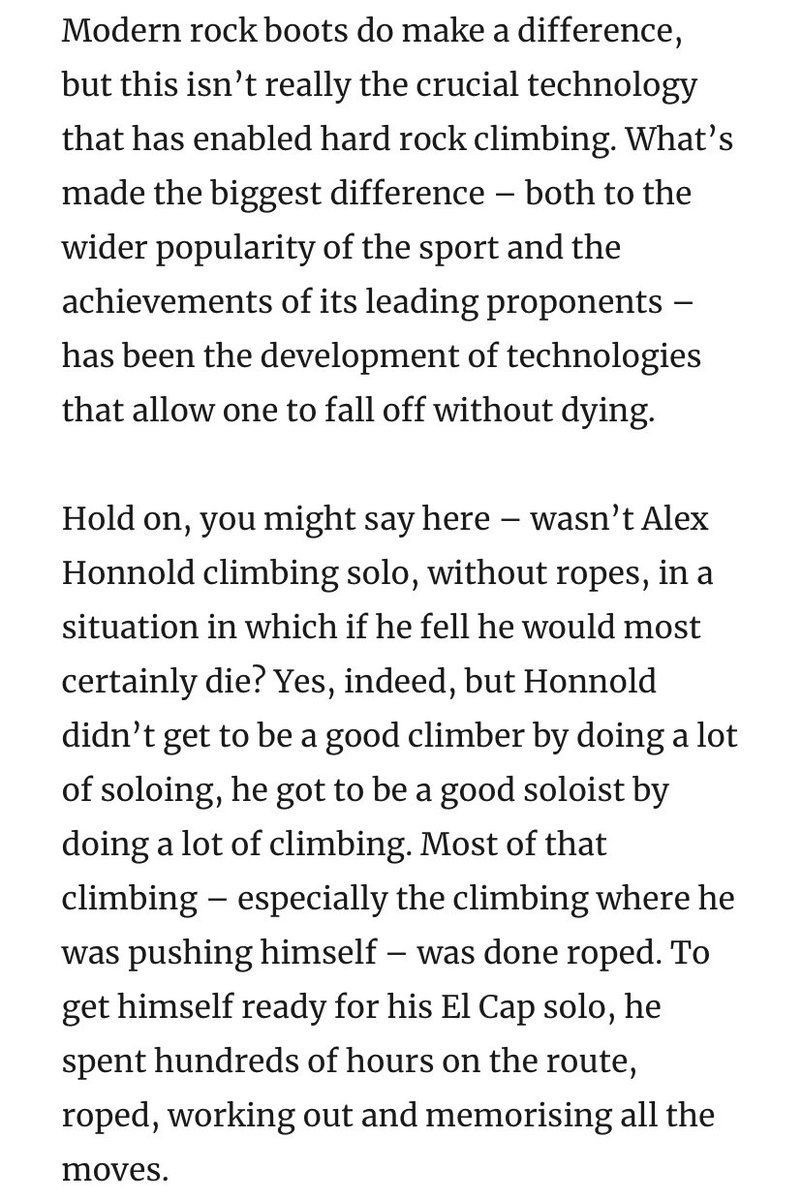 Modern rock boots do make a difference,
but this isn’t really the crucial technology
that has enabled hard rock climbing. What’s
made the biggest difference – both to the
wider popularity of the sport and the
achievements of its leading proponents –
has been the development of technologies
that allow one to fall off without dying.
Hold on, you might say here – wasn’t Alex
Honnold climbing solo, without ropes, in a
situation in which if he fell he would most
certainly die? Yes, indeed, but Honnold
didn’t get to be a good climber by doing a lot
of soloing, he got to be a good soloist by
doing a lot of climbing. Most of that
climbing – especially the climbing where he
was pushing himself – was done roped. To
get himself ready for his El Cap solo, he
spent hundreds of hours on the route,
roped, working out and memorising all the
moves.